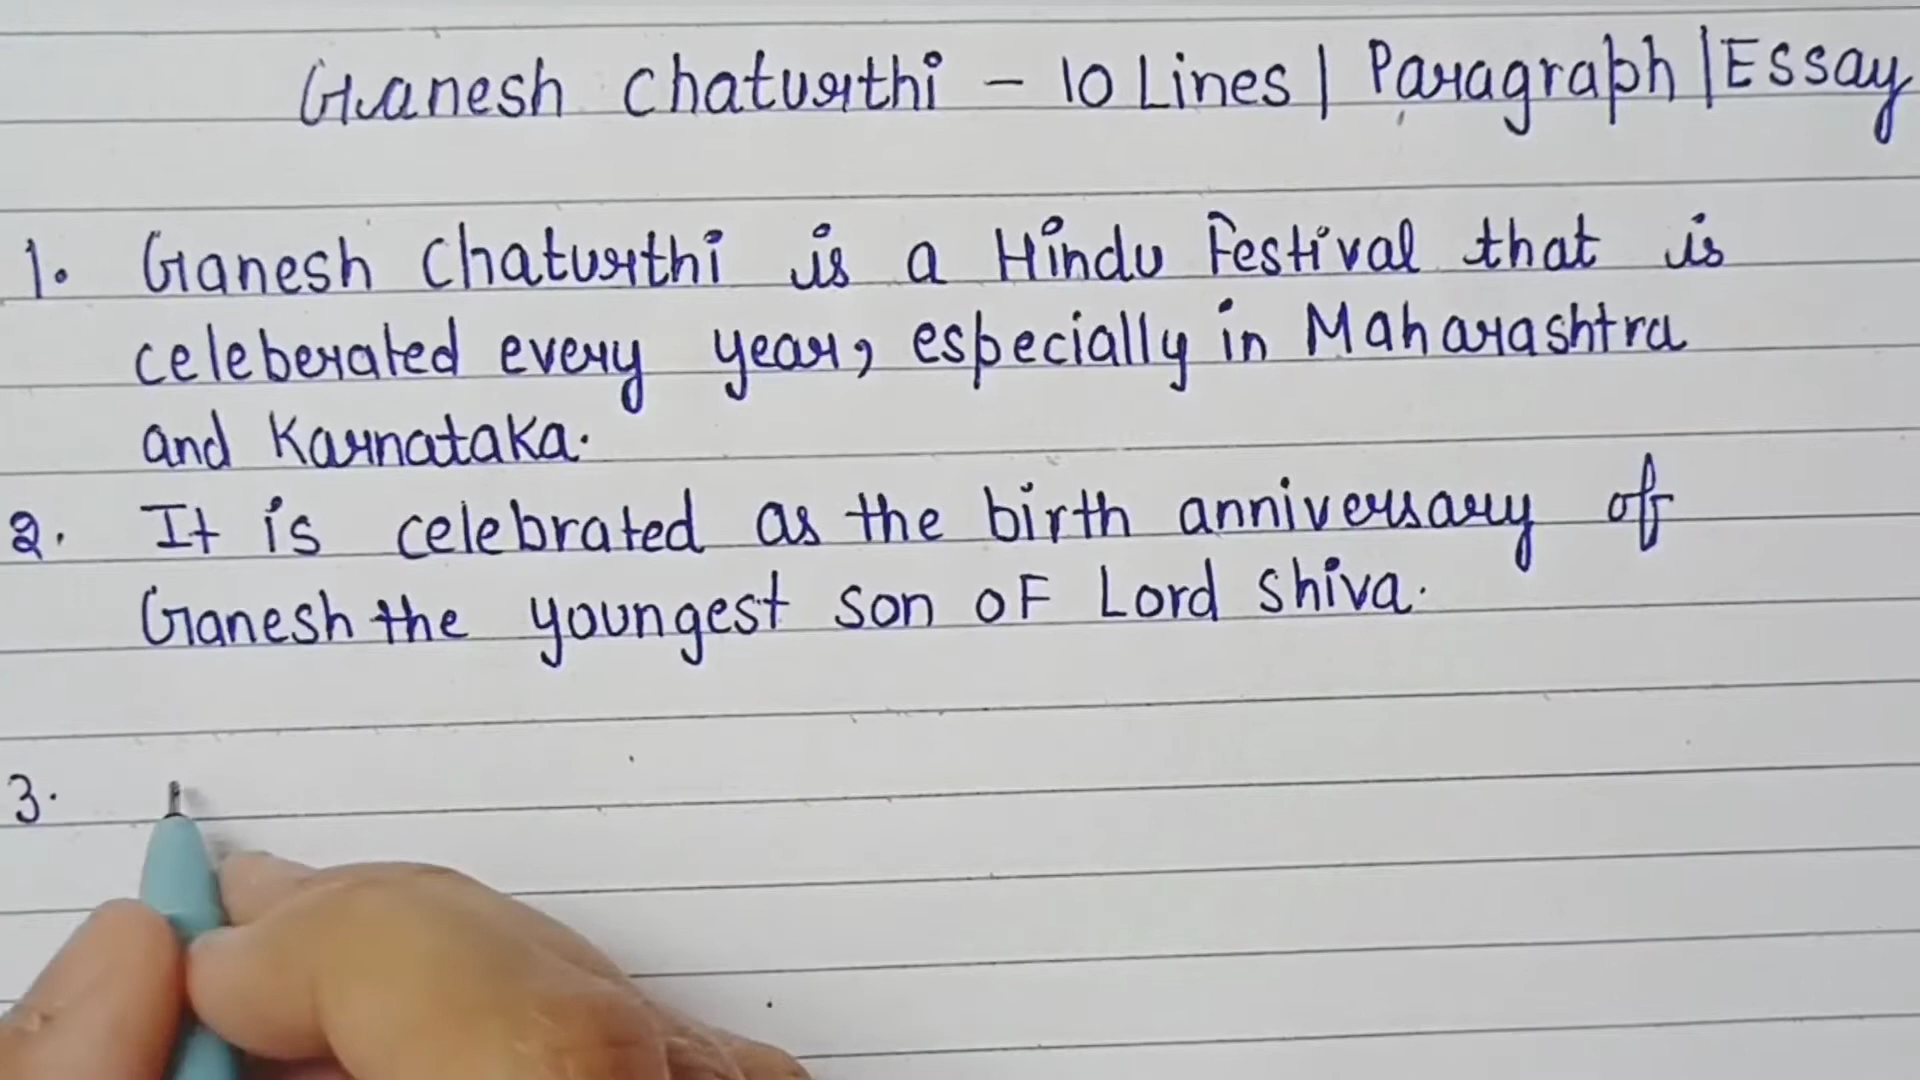 Ganesh Chaturthi - 10 Lines | Paragraph | Essay
1. Ganesh Chaturthi is a Hindu Festival that is
celeberated every year, especially in Maharashtra
and Karnataka.
2. It is celebrated as the birth anniversary of
Ganesh the youngest son of Lord Shiva.
3.